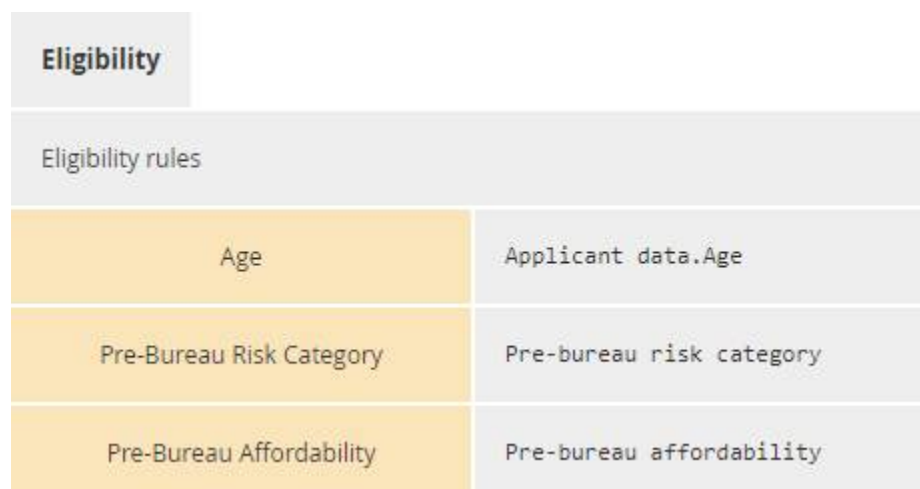 Eligibility
Eligibility rules
Age
Applicant data.Age
Pre-Bureau Risk Category
Pre-bureau risk category
Pre-Bureau Affordability
Pre-bureau affordability